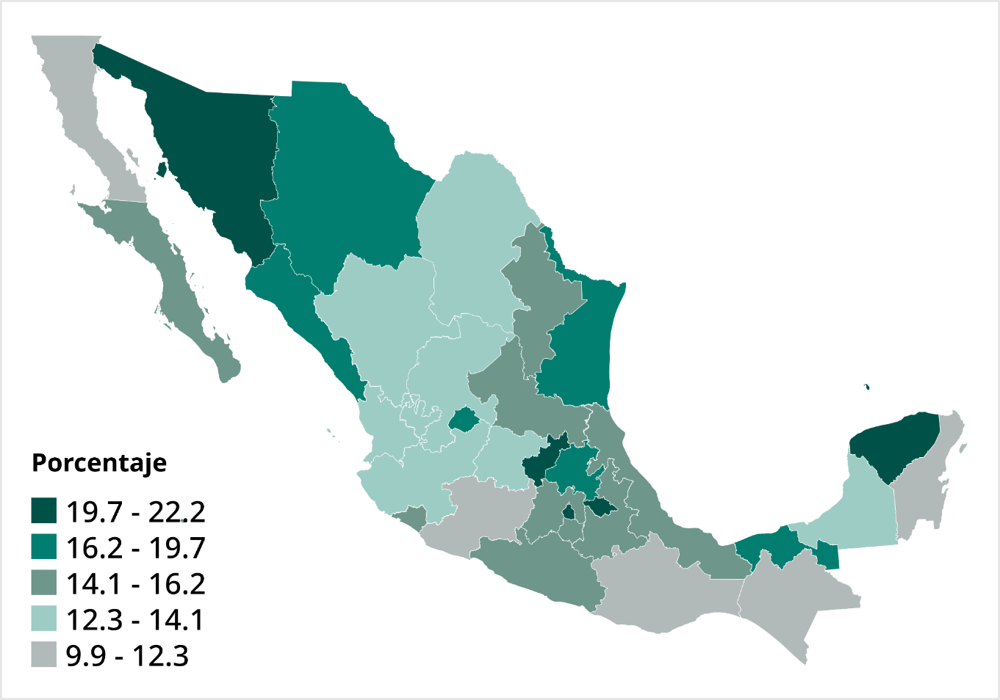 Porcentaje
19.7 - 22.2
16.2 - 19.7
14.1 - 16.2
12.3 - 14.1
9.9 - 12.3